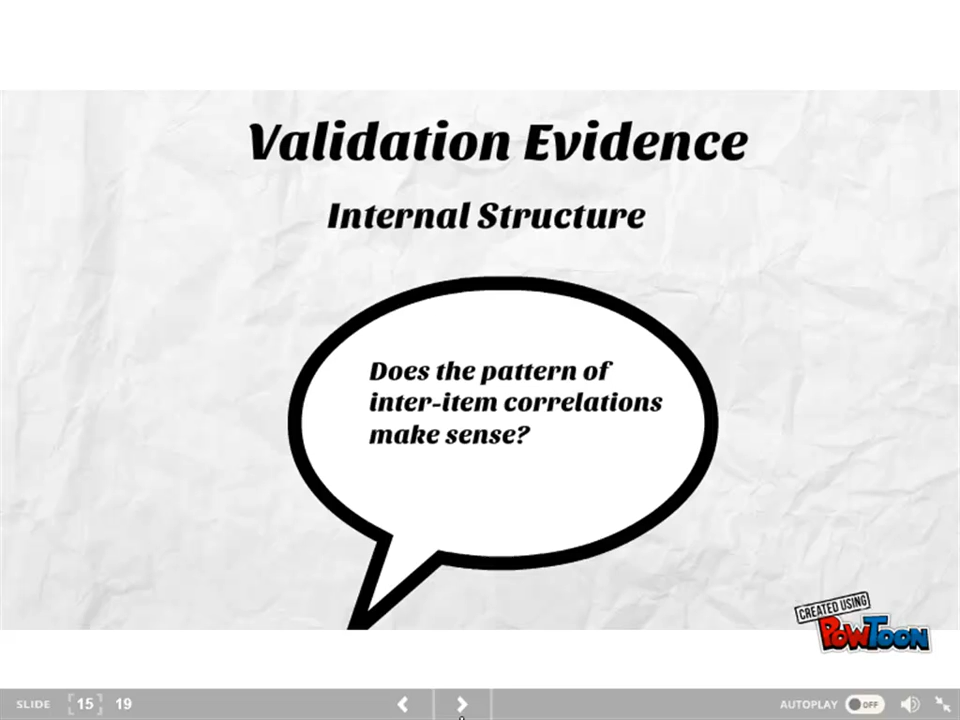 Validation Evidence
Internal Structure
Does the pattern of
inter-item correlations
make sense?
CREATED USING
POWTOON
SLIDE 15 19 AUTOPLAY OFF